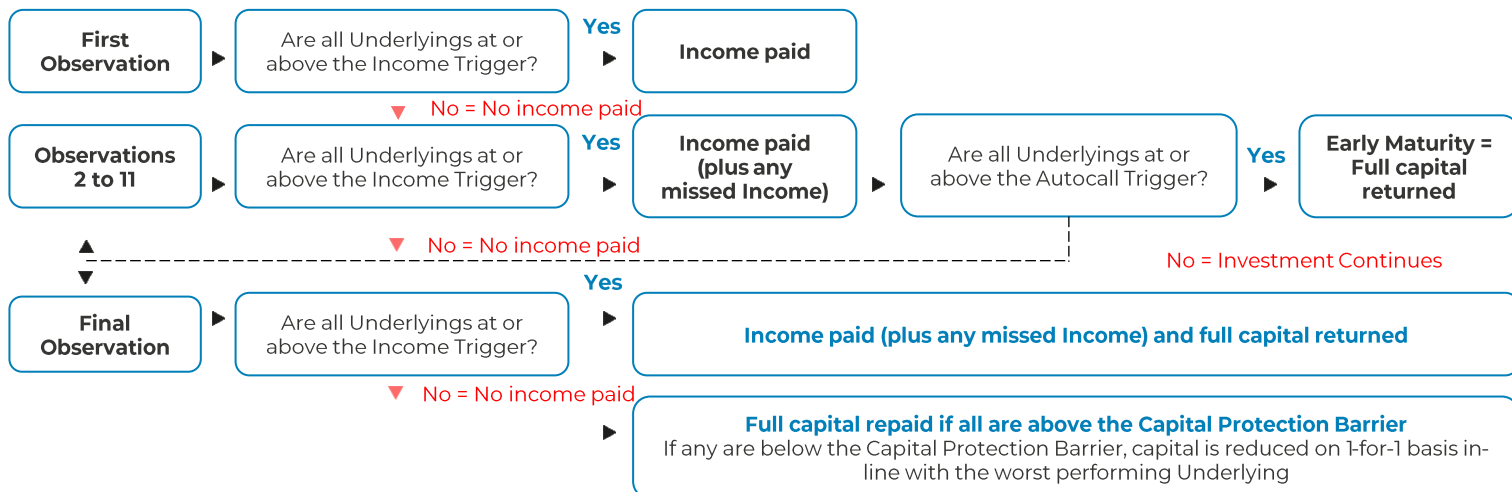 First
Observation
Are all Underlyings at or
above the Income Trigger?
Yes
Income paid
No = No income paid
Observations
2 to 11
Are all Underlyings at or
above the Income Trigger?
Yes
Income paid
(plus any
missed Income)
Are all Underlyings at or
above the Autocall Trigger?
Yes
Early Maturity =
Full capital
returned
No = No income paid
No = Investment Continues
Final
Observation
Are all Underlyings at or
above the Income Trigger?
Yes
Income paid (plus any missed Income) and full capital returned
No = No income paid
Full capital repaid if all are above the Capital Protection Barrier
If any are below the Capital Protection Barrier, capital is reduced on 1-for-1 basis in-
line with the worst performing Underlying